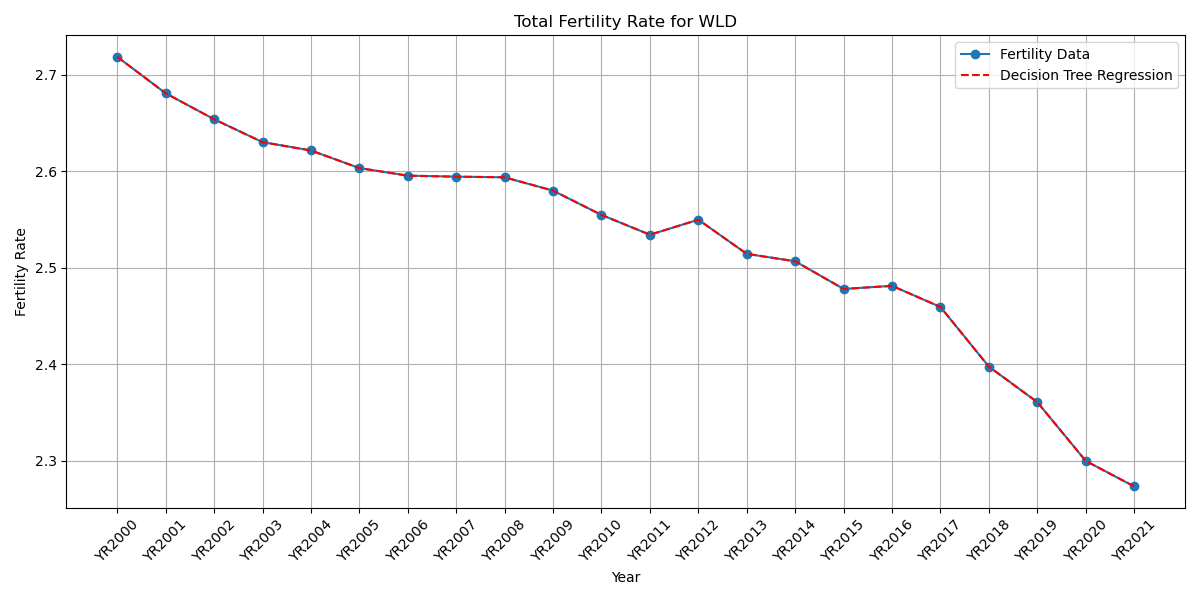 Total Fertility Rate for WLD
Fertility Data
Decision Tree Regression
Fertility Rate
2.7
2.6
2.5
2.4
2.3
YR2000
YR2001
YR2002
YR2003
YR2004
YR2005
YR2006
YR2007
YR2008
YR2009
YR2010
YR2011
YR2012
YR2013
YR2014
YR2015
YR2016
YR2017
YR2018
YR2019
YR2020
YR2021
Year